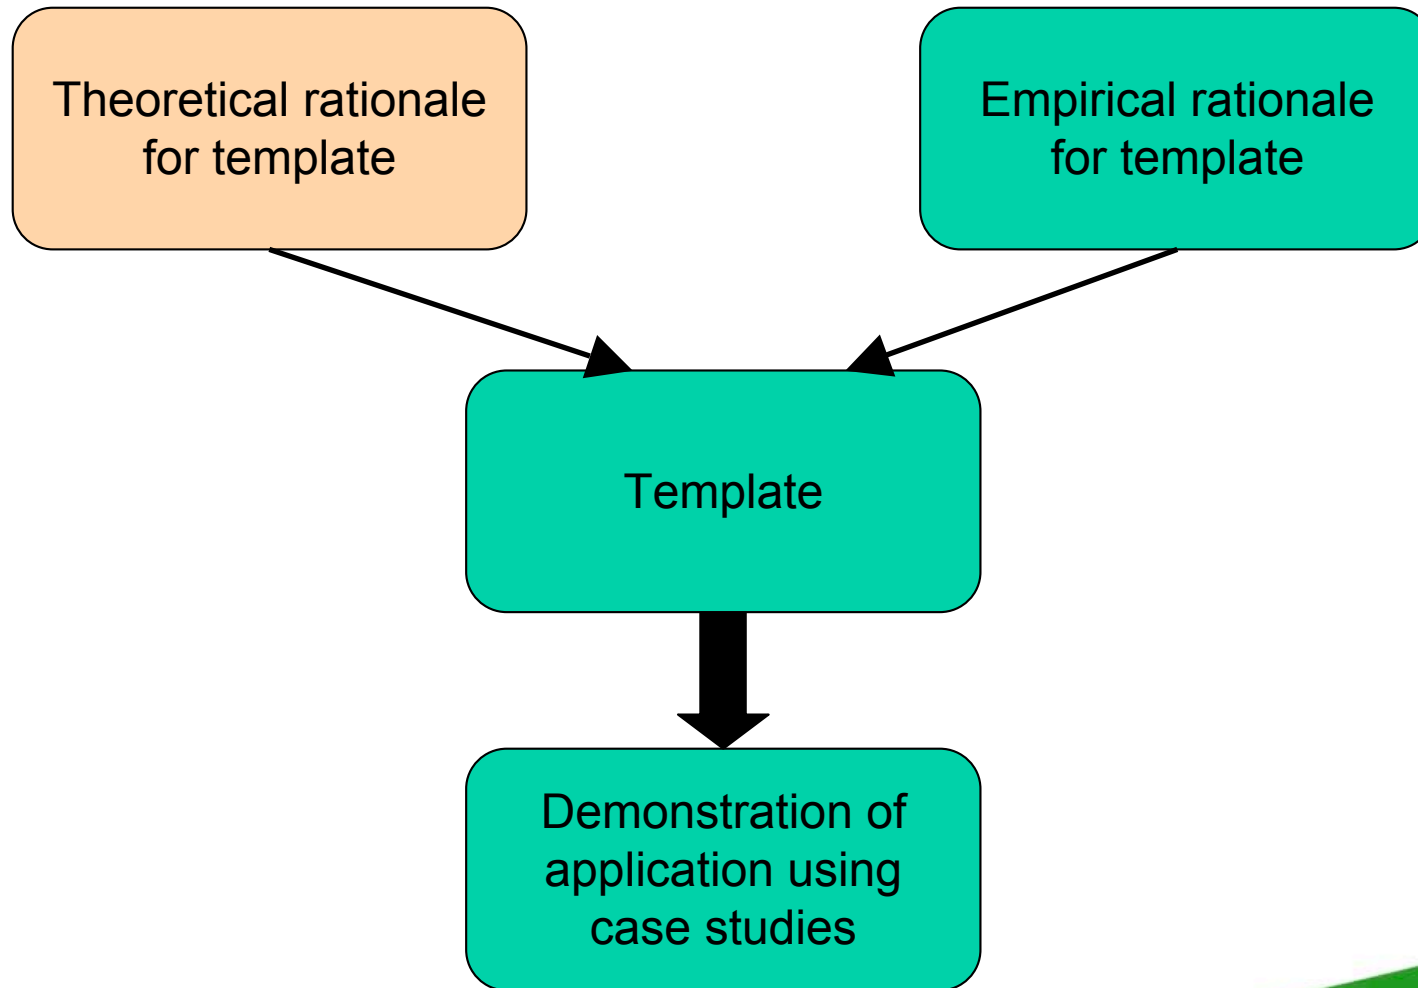 Theoretical rationale
for template
Empirical rationale
for template
Template
Demonstration of
application using
case studies